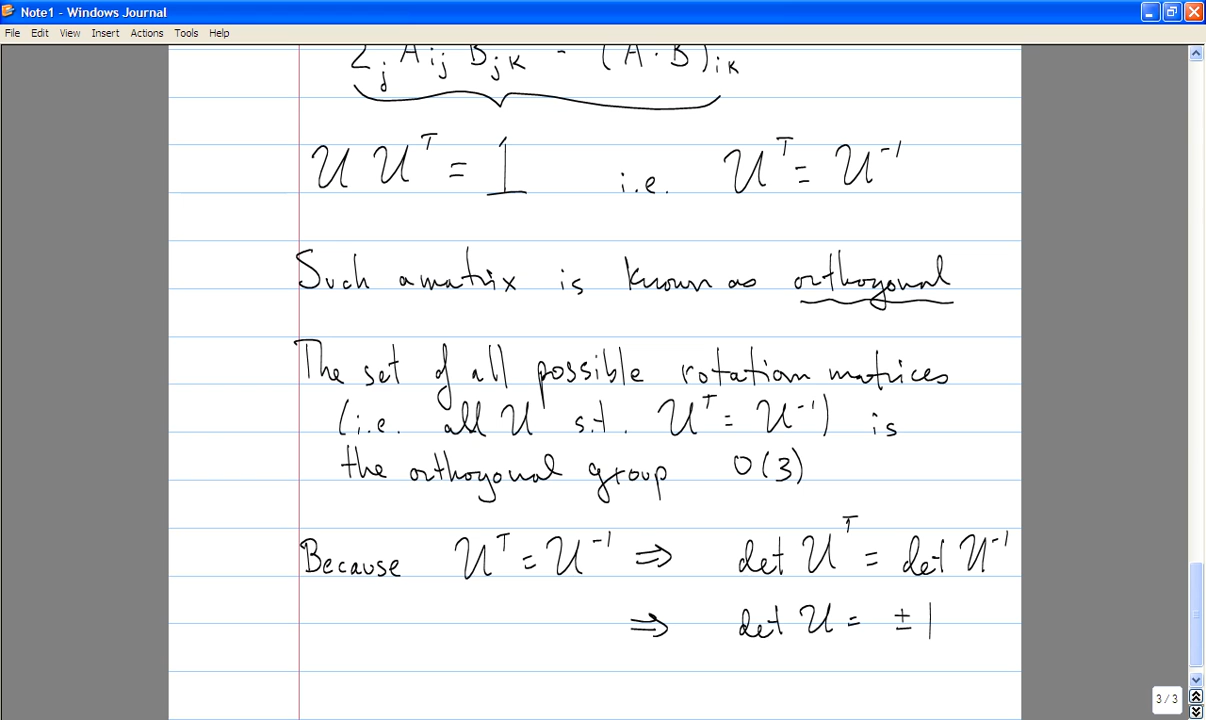 Note1 - Windows Journal
File Edit View Insert Actions Tools Help
Σj Aij Bjk = (A · B)ik
U Uᵀ = 1 i.e. Uᵀ = U⁻¹
Such a matrix is known as orthogonal
The set of all possible rotation matrices
(i.e. all U s.t. Uᵀ = U⁻¹) is
the orthogonal group O(3)
Because Uᵀ = U⁻¹ ⇒ det Uᵀ = det U⁻¹
⇒ det U = ± 1
3 / 3